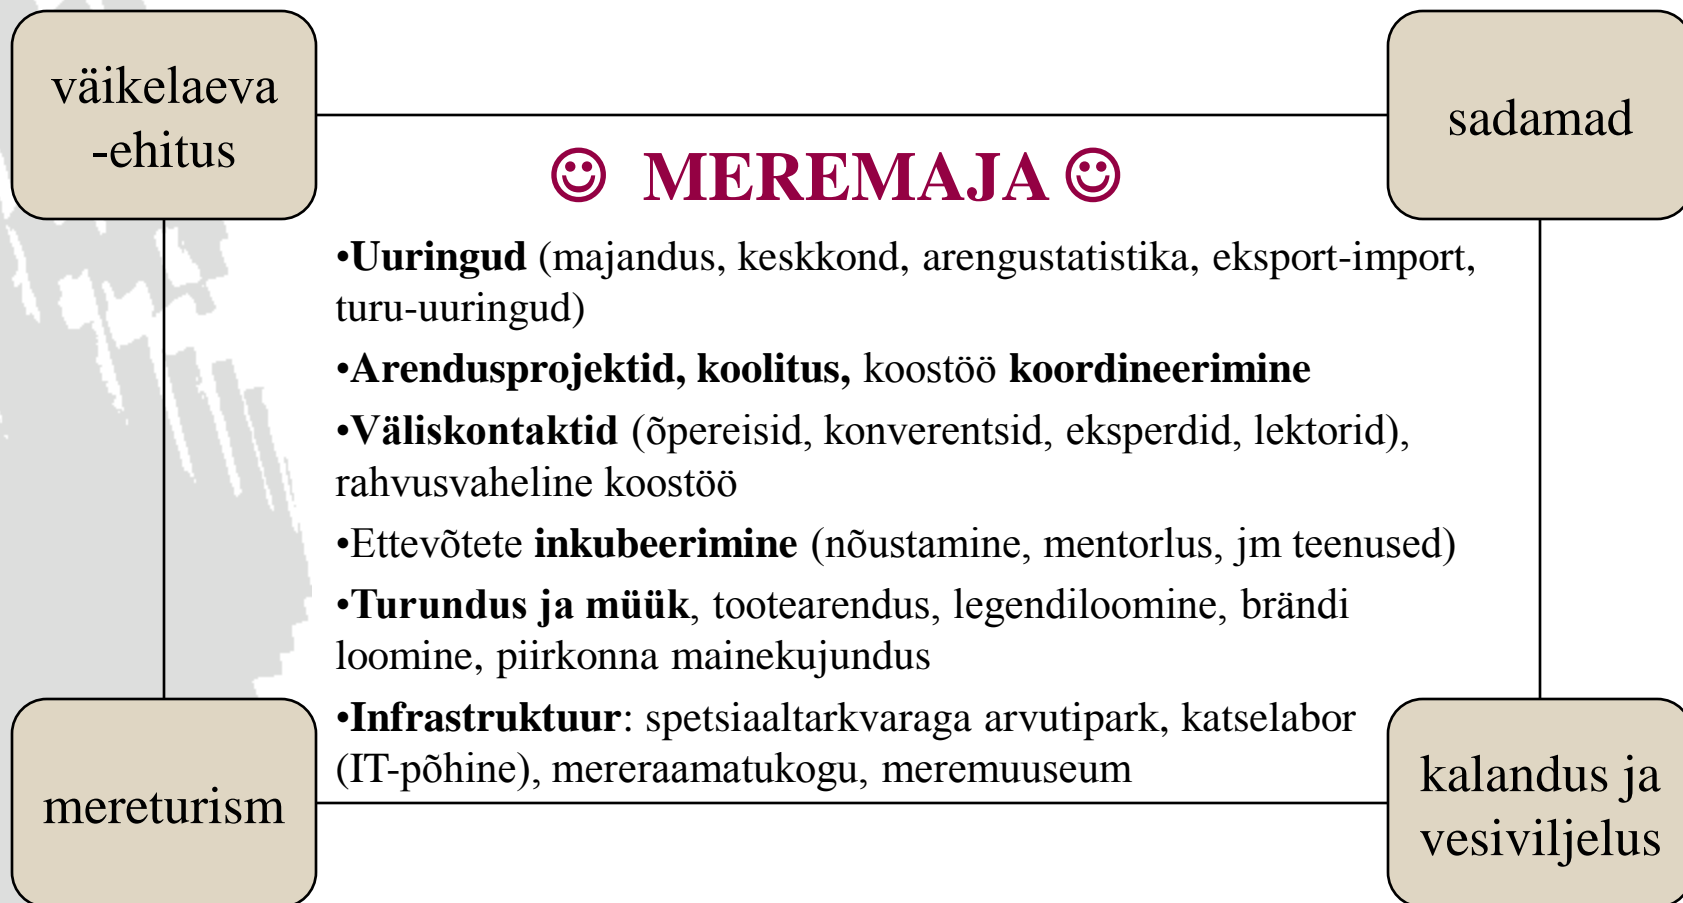 väikelaeva
-ehitus
sadamad
☺ MEREMAJA ☺
•Uuringud (majandus, keskkond, arengustatistika, eksport-import,
turu-uuringud)
•Arendusprojektid, koolitus, koostöö koordineerimine
•Väliskontaktid (õpereisid, konverentsid, eksperdid, lektorid),
rahvusvaheline koostöö
•Ettevõtete inkubeerimine (nõustamine, mentorlus, jm teenused)
•Turundus ja müük, tootearendus, legendiloomine, brändi
loomine, piirkonna mainekujundus
•Infrastruktuur: spetsiaaltarkvaraga arvutipark, katselabor
(IT-põhine), mereraamatukogu, meremuuseum
mereturism
kalandus ja
vesiviljelus